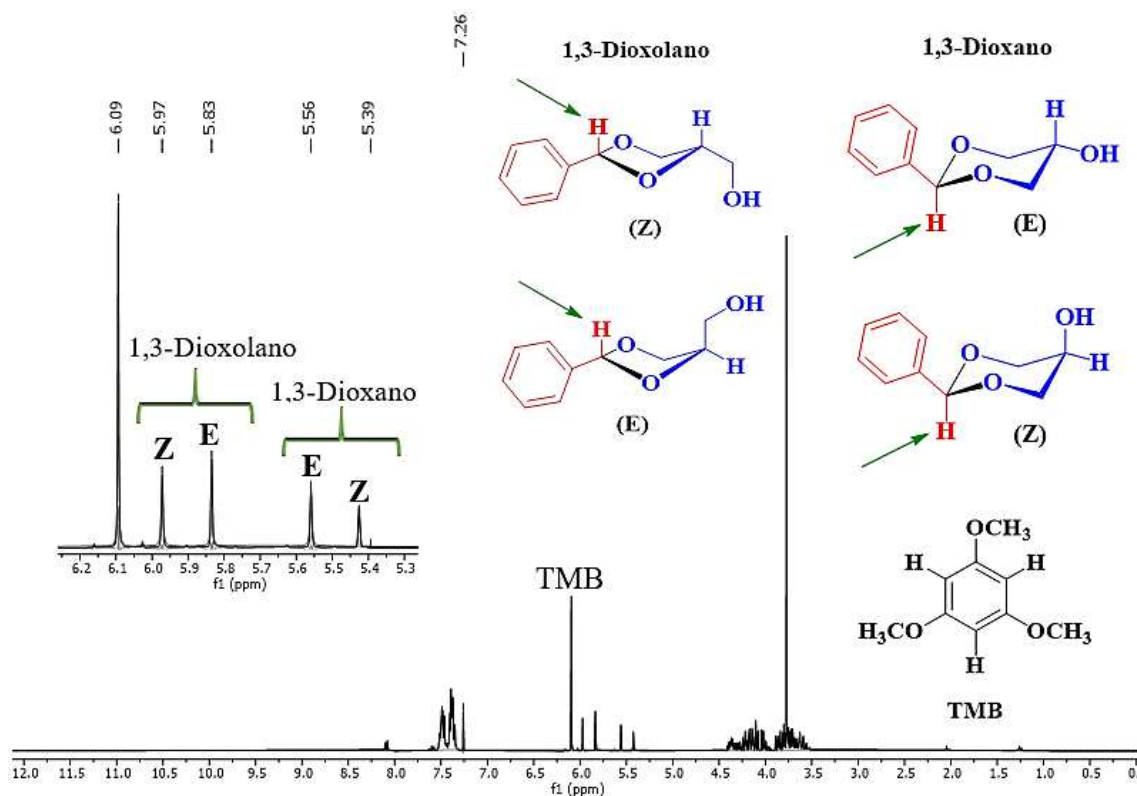 — 7.26
1,3-Dioxolano
1,3-Dioxano
— 6.09
— 5.97
— 5.83
— 5.56
— 5.39
H
H
O
O
OH
(Z)
H
O
O
OH
H
(E)
OH
H
O
O
H
(E)
OH
O
O
H
H
(Z)
1,3-Dioxolano
1,3-Dioxano
Z
E
E
Z
6.2 6.1 6.0 5.9 5.8 5.7 5.6 5.5 5.4 5.3
f1 (ppm)
TMB
OCH3
H
H
H3CO
OCH3
H
TMB
12.0 11.5 11.0 10.5 10.0 9.5 9.0 8.5 8.0 7.5 7.0 6.5 6.0 5.5 5.0 4.5 4.0 3.5 3.0 2.5 2.0 1.5 1.0 0.5 0.
f1 (ppm)